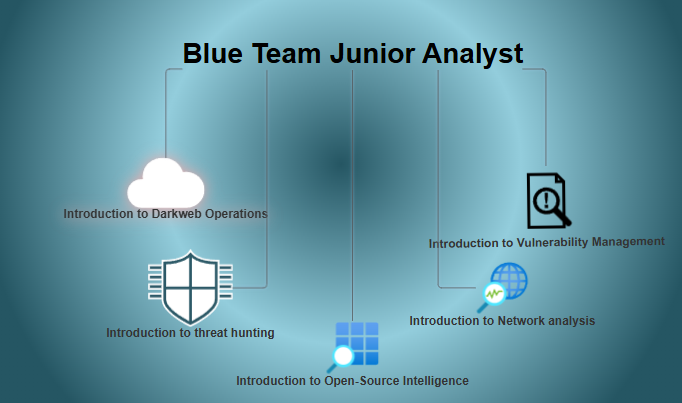 Blue Team Junior Analyst
Introduction to Darkweb Operations
Introduction to Vulnerability Management
Introduction to threat hunting
Introduction to Network analysis
Introduction to Open-Source Intelligence